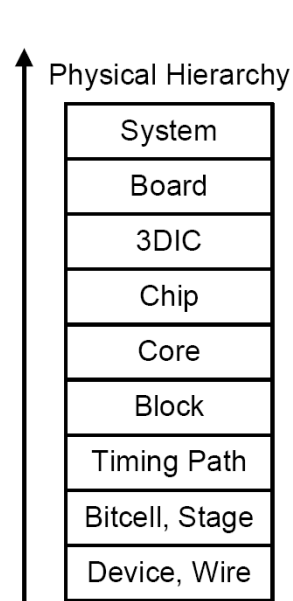 Physical Hierarchy
System
Board
3DIC
Chip
Core
Block
Timing Path
Bitcell, Stage
Device, Wire